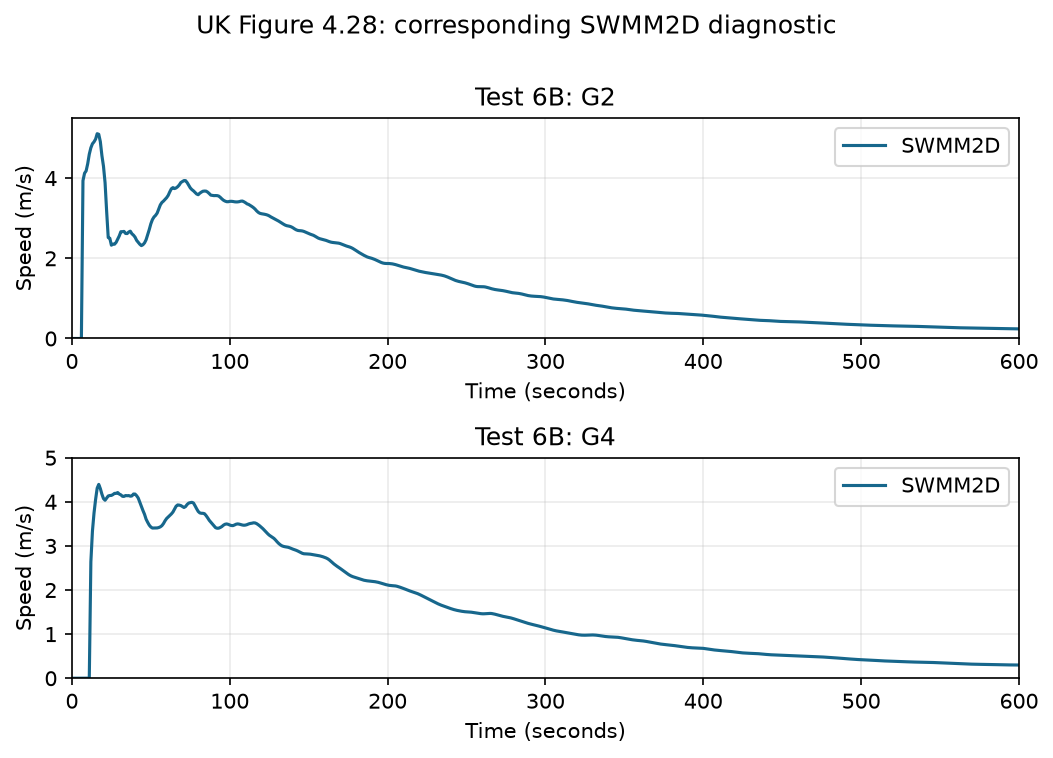 UK Figure 4.28: corresponding SWMM2D diagnostic
Test 6B: G2
SWMM2D
Speed (m/s)
4
2
0
0 100 200 300 400 500 600
Time (seconds)
Test 6B: G4
SWMM2D
Speed (m/s)
5
4
3
2
1
0
0 100 200 300 400 500 600
Time (seconds)